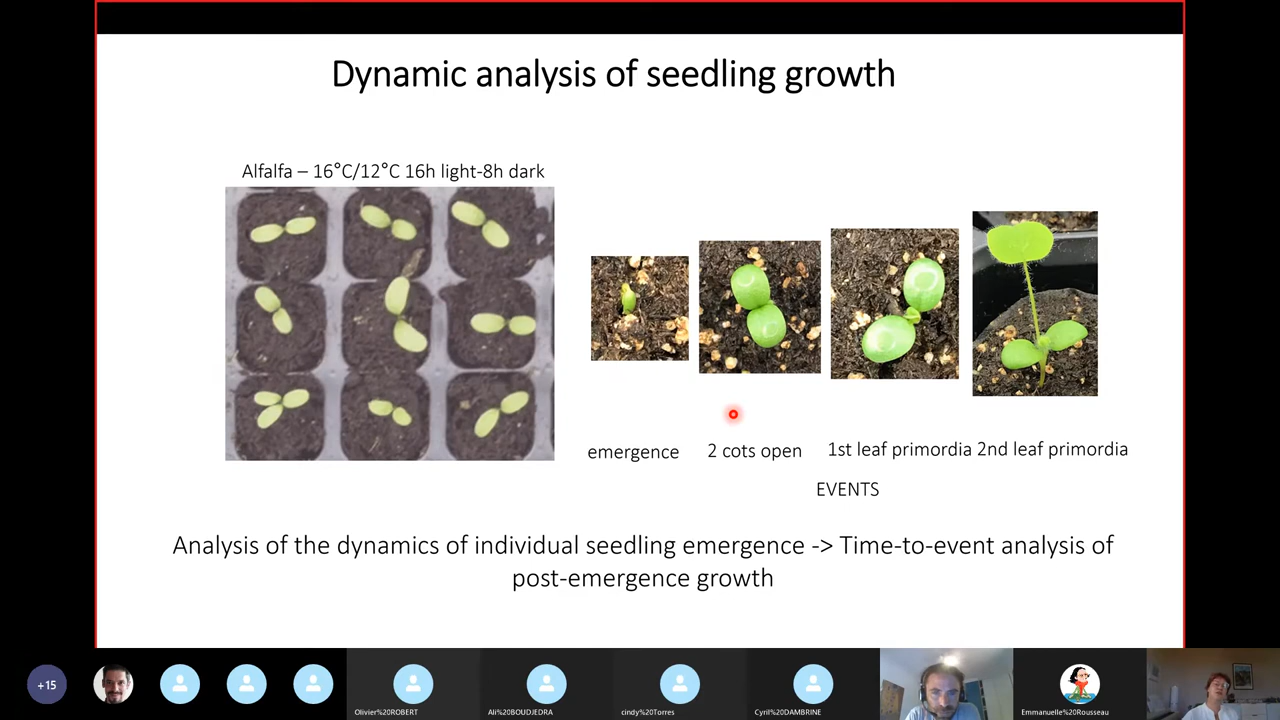 Dynamic analysis of seedling growth
Alfalfa – 16°C/12°C 16h light-8h dark
emergence
2 cots open
1st leaf primordia
2nd leaf primordia
EVENTS
Analysis of the dynamics of individual seedling emergence -> Time-to-event analysis of
post-emergence growth
+15
Olivier%20ROBERT
Ali%20BOUDJEDRA
cindy%20Torres
Cyril%20DAMBRINE
Emmanuelle%20Rousseau